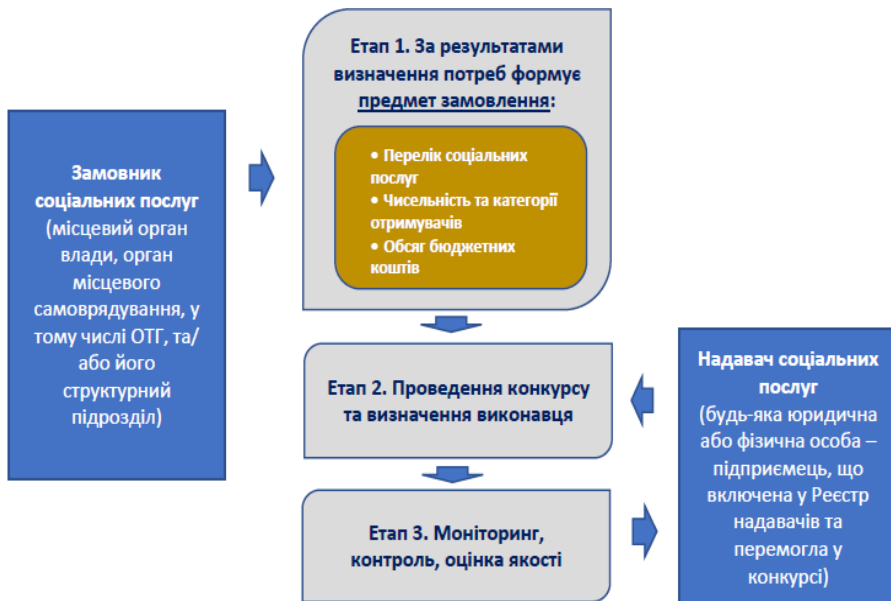 Замовник
соціальних послуг
(місцевий орган
влади, орган
місцевого
самоврядування, у
тому числі ОТГ, та/
або його
структурний
підрозділ)
Етап 1. За результатами
визначення потреб формує
предмет замовлення:
• Перелік соціальних
послуг
• Чисельність та категорії
отримувачів
• Обсяг бюджетних
коштів
Етап 2. Проведення конкурсу
та визначення виконавця
Етап 3. Моніторинг,
контроль, оцінка якості
Надавач соціальних
послуг
(будь-яка юридична
або фізична особа –
підприємець, що
включена у Реєстр
надавачів та
перемогла у
конкурсі)